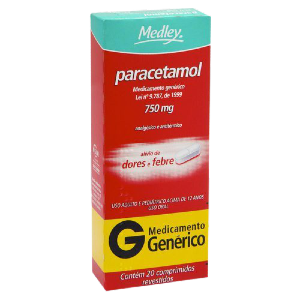 Medley.
paracetamol
Medicamento genérico
Lei nº 9.787, de 1999
750 mg
analgésico e antitérmico
alívio de
dores e febre
USO ADULTO E PEDIÁTRICO ACIMA DE 12 ANOS
USO ORAL
G Medicamento
Genérico
Contém 20 comprimidos
revestidos